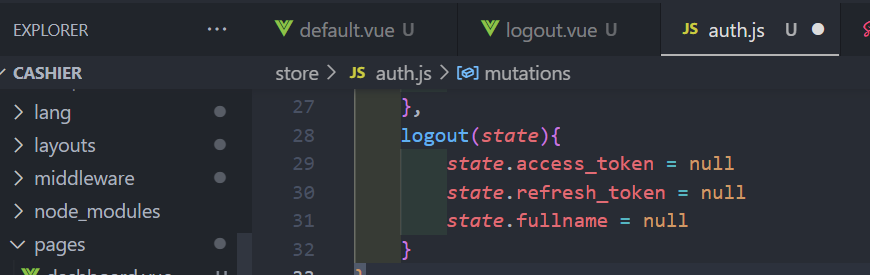 EXPLORER ... default.vue U logout.vue U JS auth.js U
CASHIER store > JS auth.js > mutations
lang
layouts
middleware
node_modules
pages
27 },
28 logout(state){
29 state.access_token = null
30 state.refresh_token = null
31 state.fullname = null
32 }